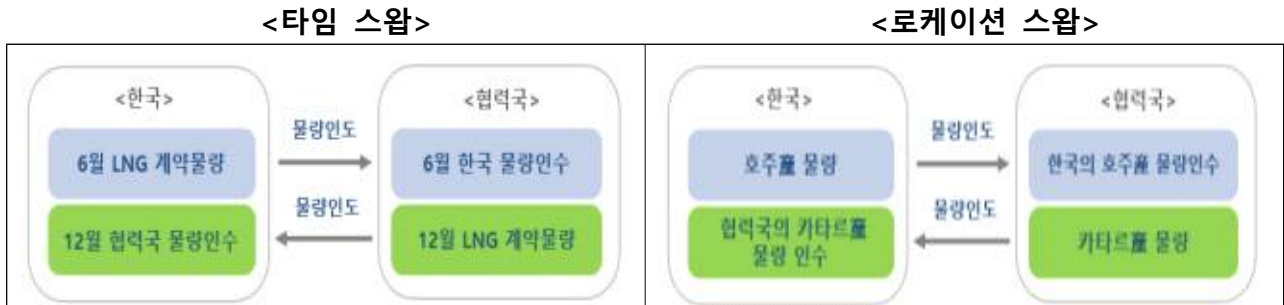 <타임 스왑>
<한국>
6월 LNG 계약물량
12월 협력국 물량인수
물량인도
물량인도
<협력국>
6월 한국 물량인수
12월 LNG 계약물량
<로케이션 스왑>
<한국>
호주産 물량
협력국의 카타르産
물량 인수
물량인도
물량인도
<협력국>
한국의 호주産 물량인수
카타르産 물량